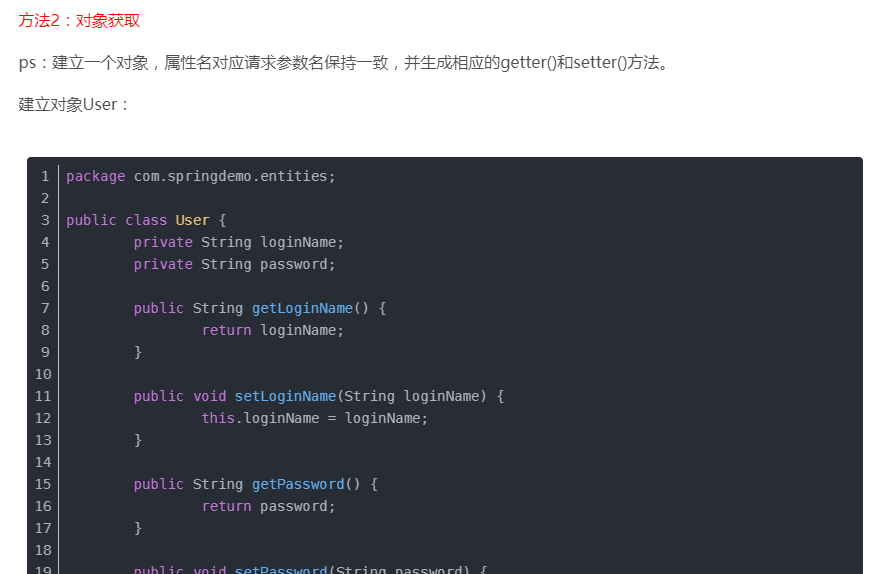 方法2：对象获取
ps：建立一个对象，属性名对应请求参数名保持一致，并生成相应的getter()和setter()方法。
建立对象User：
1 package com.springdemo.entities;
2
3 public class User {
4 private String loginName;
5 private String password;
6
7 public String getLoginName() {
8 return loginName;
9 }
10
11 public void setLoginName(String loginName) {
12 this.loginName = loginName;
13 }
14
15 public String getPassword() {
16 return password;
17 }
18
19 public void setPassword(String password) {